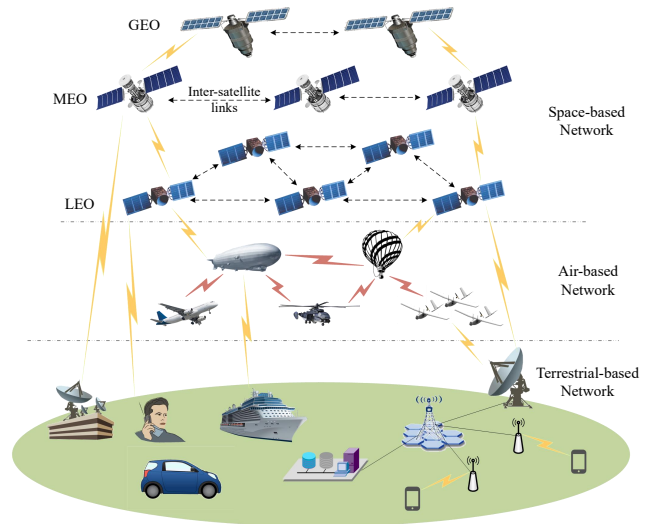 GEO
MEO
Inter-satellite
links
Space-based
Network
LEO
Air-based
Network
Terrestrial-based
Network